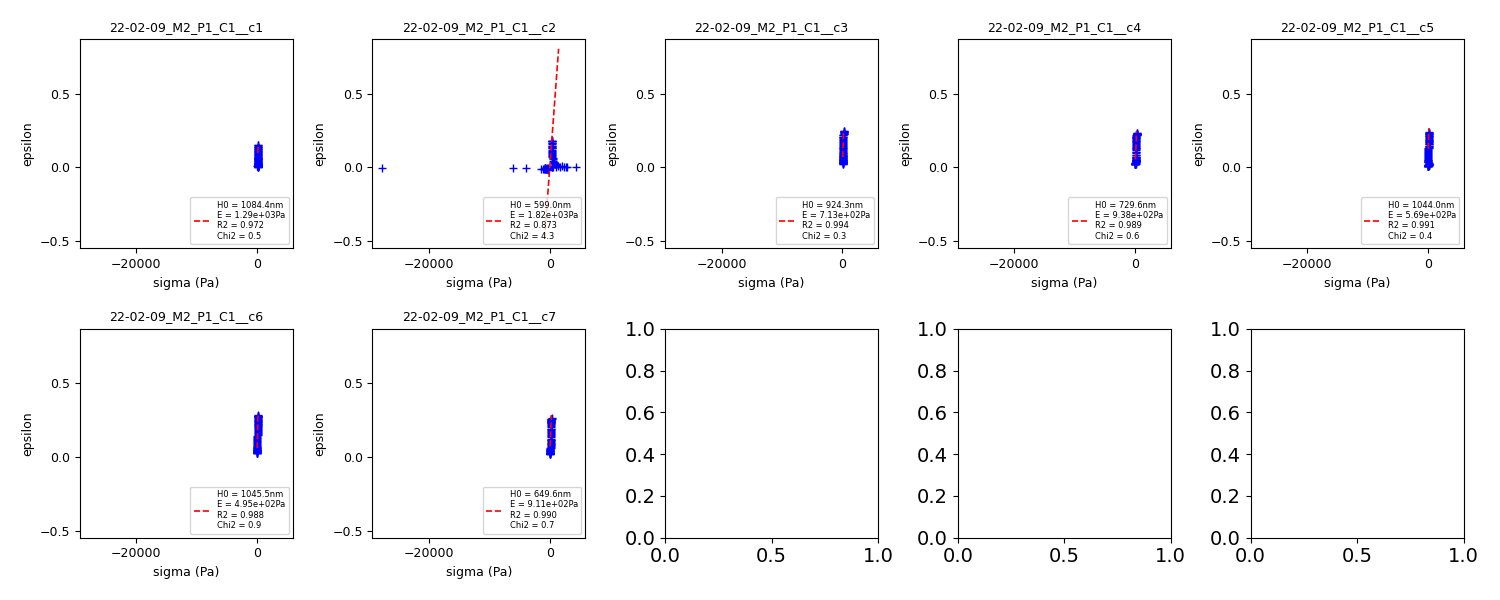 22-02-09_M2_P1_C1__c1
22-02-09_M2_P1_C1__c2
22-02-09_M2_P1_C1__c3
22-02-09_M2_P1_C1__c4
22-02-09_M2_P1_C1__c5
0.5
0.0
−0.5
epsilon
−20000
0
sigma (Pa)
H0 = 1084.4nm
E = 1.29e+03Pa
R2 = 0.972
Chi2 = 0.5
0.5
0.0
−0.5
epsilon
−20000
0
sigma (Pa)
H0 = 599.0nm
E = 1.82e+03Pa
R2 = 0.873
Chi2 = 4.3
0.5
0.0
−0.5
epsilon
−20000
0
sigma (Pa)
H0 = 924.3nm
E = 7.13e+02Pa
R2 = 0.994
Chi2 = 0.3
0.5
0.0
−0.5
epsilon
−20000
0
sigma (Pa)
H0 = 729.6nm
E = 9.38e+02Pa
R2 = 0.989
Chi2 = 0.6
0.5
0.0
−0.5
epsilon
−20000
0
sigma (Pa)
H0 = 1044.0nm
E = 5.69e+02Pa
R2 = 0.991
Chi2 = 0.4
22-02-09_M2_P1_C1__c6
22-02-09_M2_P1_C1__c7
0.5
0.0
−0.5
epsilon
−20000
0
sigma (Pa)
H0 = 1045.5nm
E = 4.95e+02Pa
R2 = 0.988
Chi2 = 0.9
0.5
0.0
−0.5
epsilon
−20000
0
sigma (Pa)
H0 = 649.6nm
E = 9.11e+02Pa
R2 = 0.990
Chi2 = 0.7
1.0
0.8
0.6
0.4
0.2
0.0
0.0
0.5
1.0
1.0
0.8
0.6
0.4
0.2
0.0
0.0
0.5
1.0
1.0
0.8
0.6
0.4
0.2
0.0
0.0
0.5
1.0